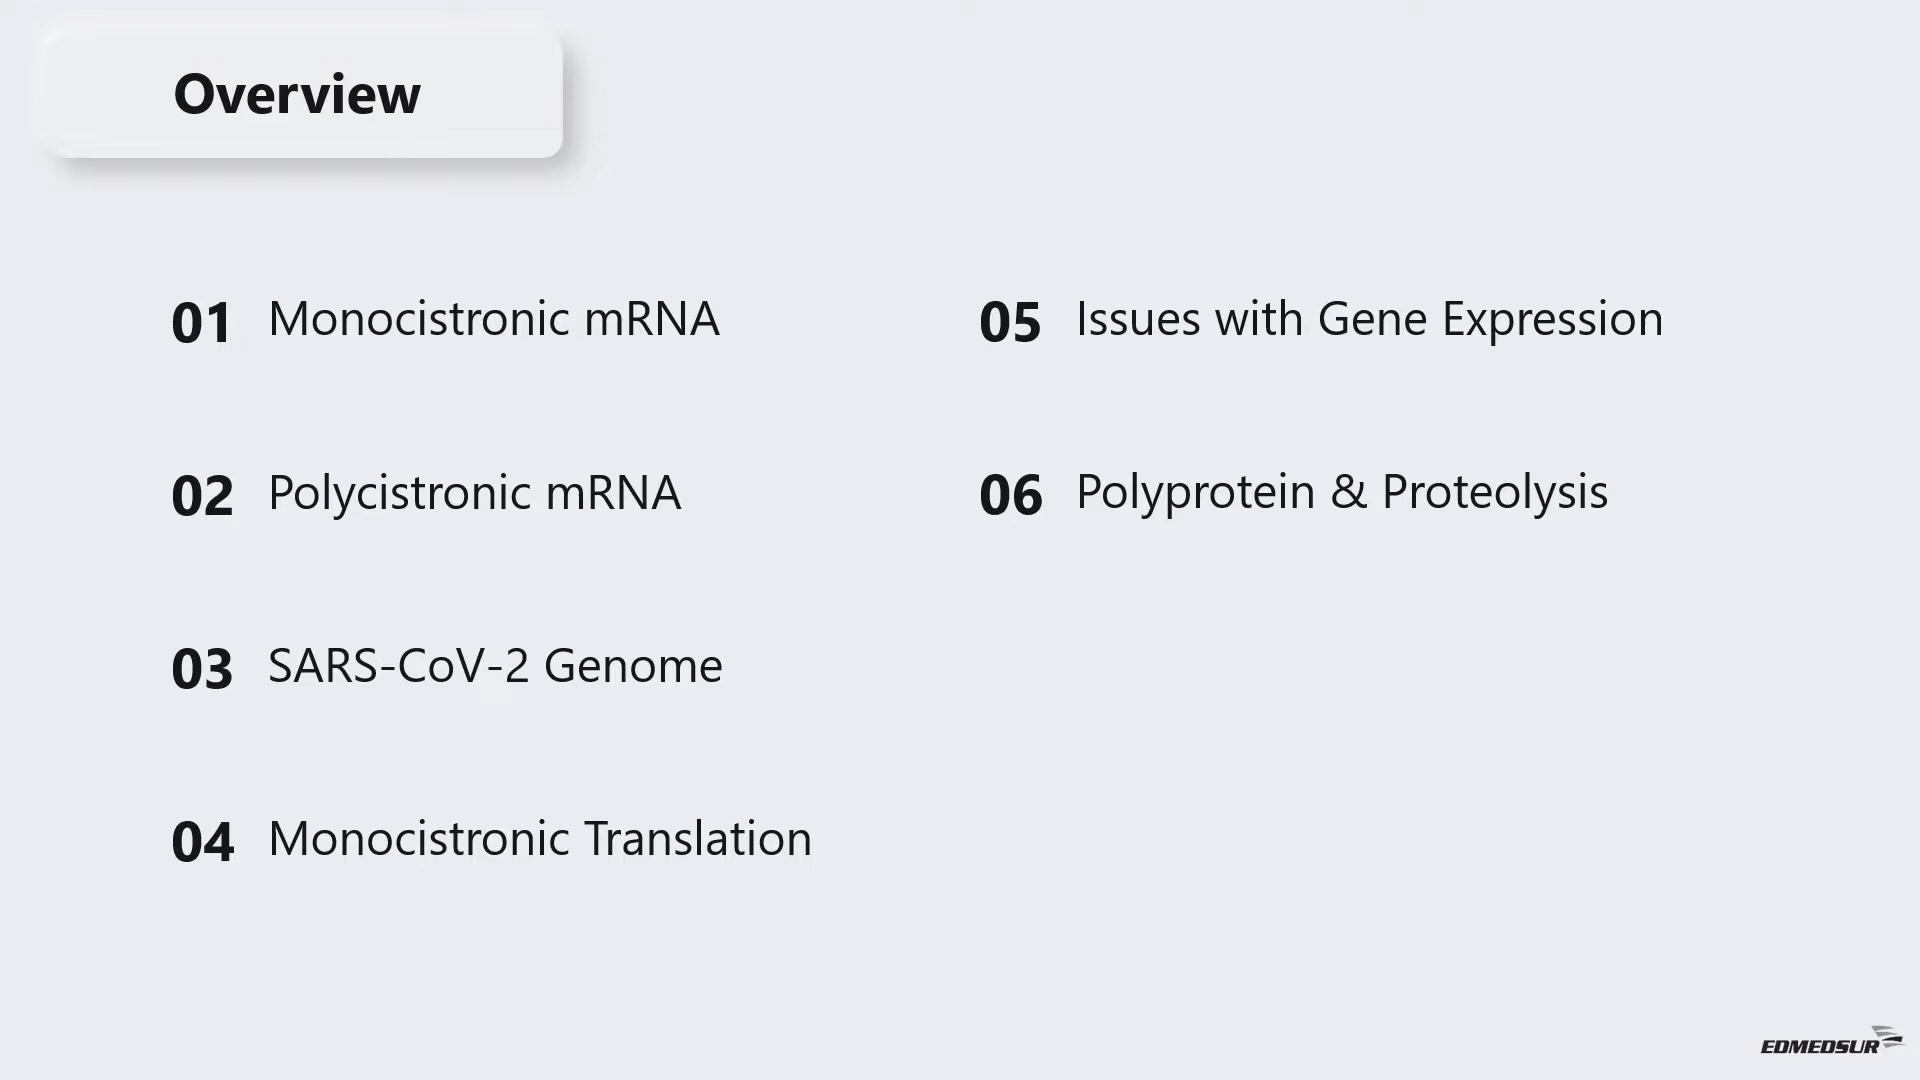 Overview
01 Monocistronic mRNA
02 Polycistronic mRNA
03 SARS-CoV-2 Genome
04 Monocistronic Translation
05 Issues with Gene Expression
06 Polyprotein & Proteolysis
EDMEDSUR